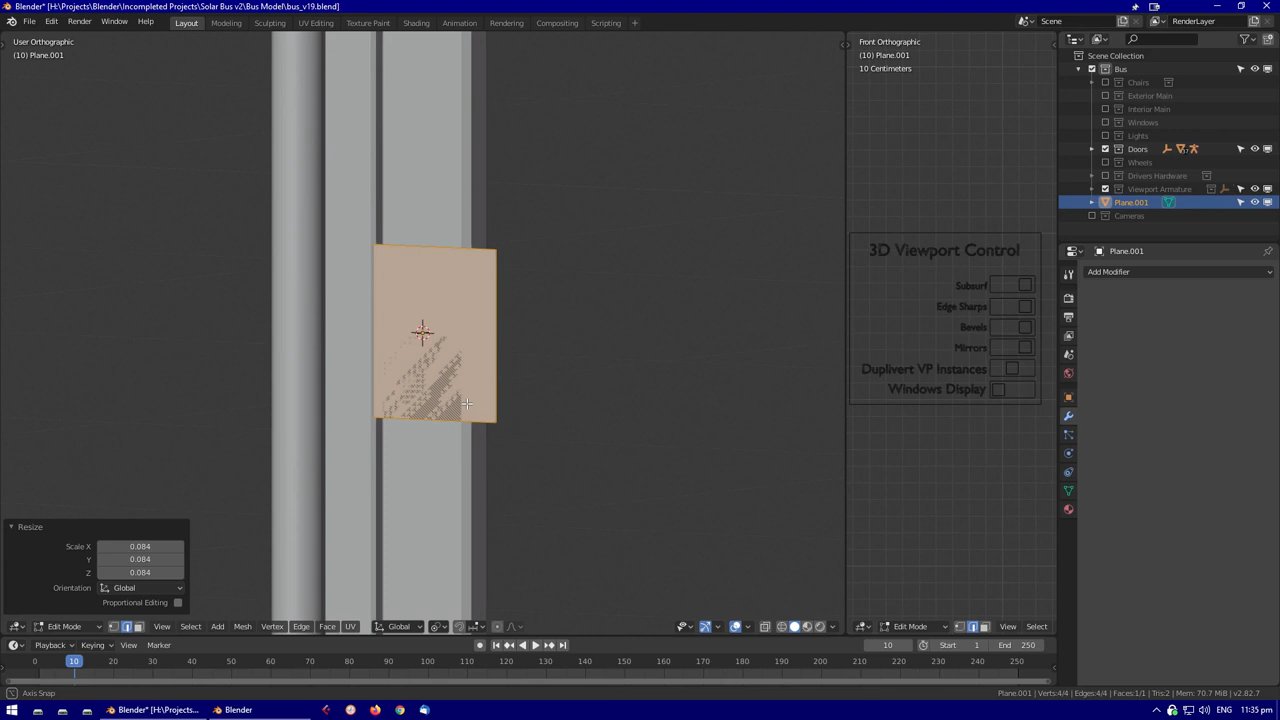 Blender* [H:\Projects\Blender\Incompleted Projects\Solar Bus v2\Bus Model\bus_v19.blend]
File Edit Render Window Help Layout Modeling Sculpting UV Editing Texture Paint Shading Animation Rendering Compositing Scripting + Scene RenderLayer
User Orthographic
(10) Plane.001
Front Orthographic
(10) Plane.001
10 Centimeters
Scene Collection
Bus
Chairs
Exterior Main
Interior Main
Windows
Lights
Doors
Wheels
Drivers Hardware
Viewport Armature
Plane.001
Cameras
Plane.001
Add Modifier
3D Viewport Control
Subsurf
Edge Sharps
Bevels
Mirrors
Duplivert VP Instances
Windows Display
Resize
Scale X 0.084
Y 0.084
Z 0.084
Orientation Global
Proportional Editing
Edit Mode View Select Add Mesh Vertex Edge Face UV Global
Edit Mode View Select
Playback Keying View Marker 10 Start 1 End 250
0 10 20 30 40 50 60 70 80 90 100 110 120 130 140 150 160 170 180 190 200 210 220 230 240 250
Axis Snap
Plane.001 | Verts:4/4 | Edges:4/4 | Faces:1/1 | Tris:2 | Mem: 70.7 MiB | v2.82.7
Blender* [H:\Projects... Blender ENG 11:35 pm